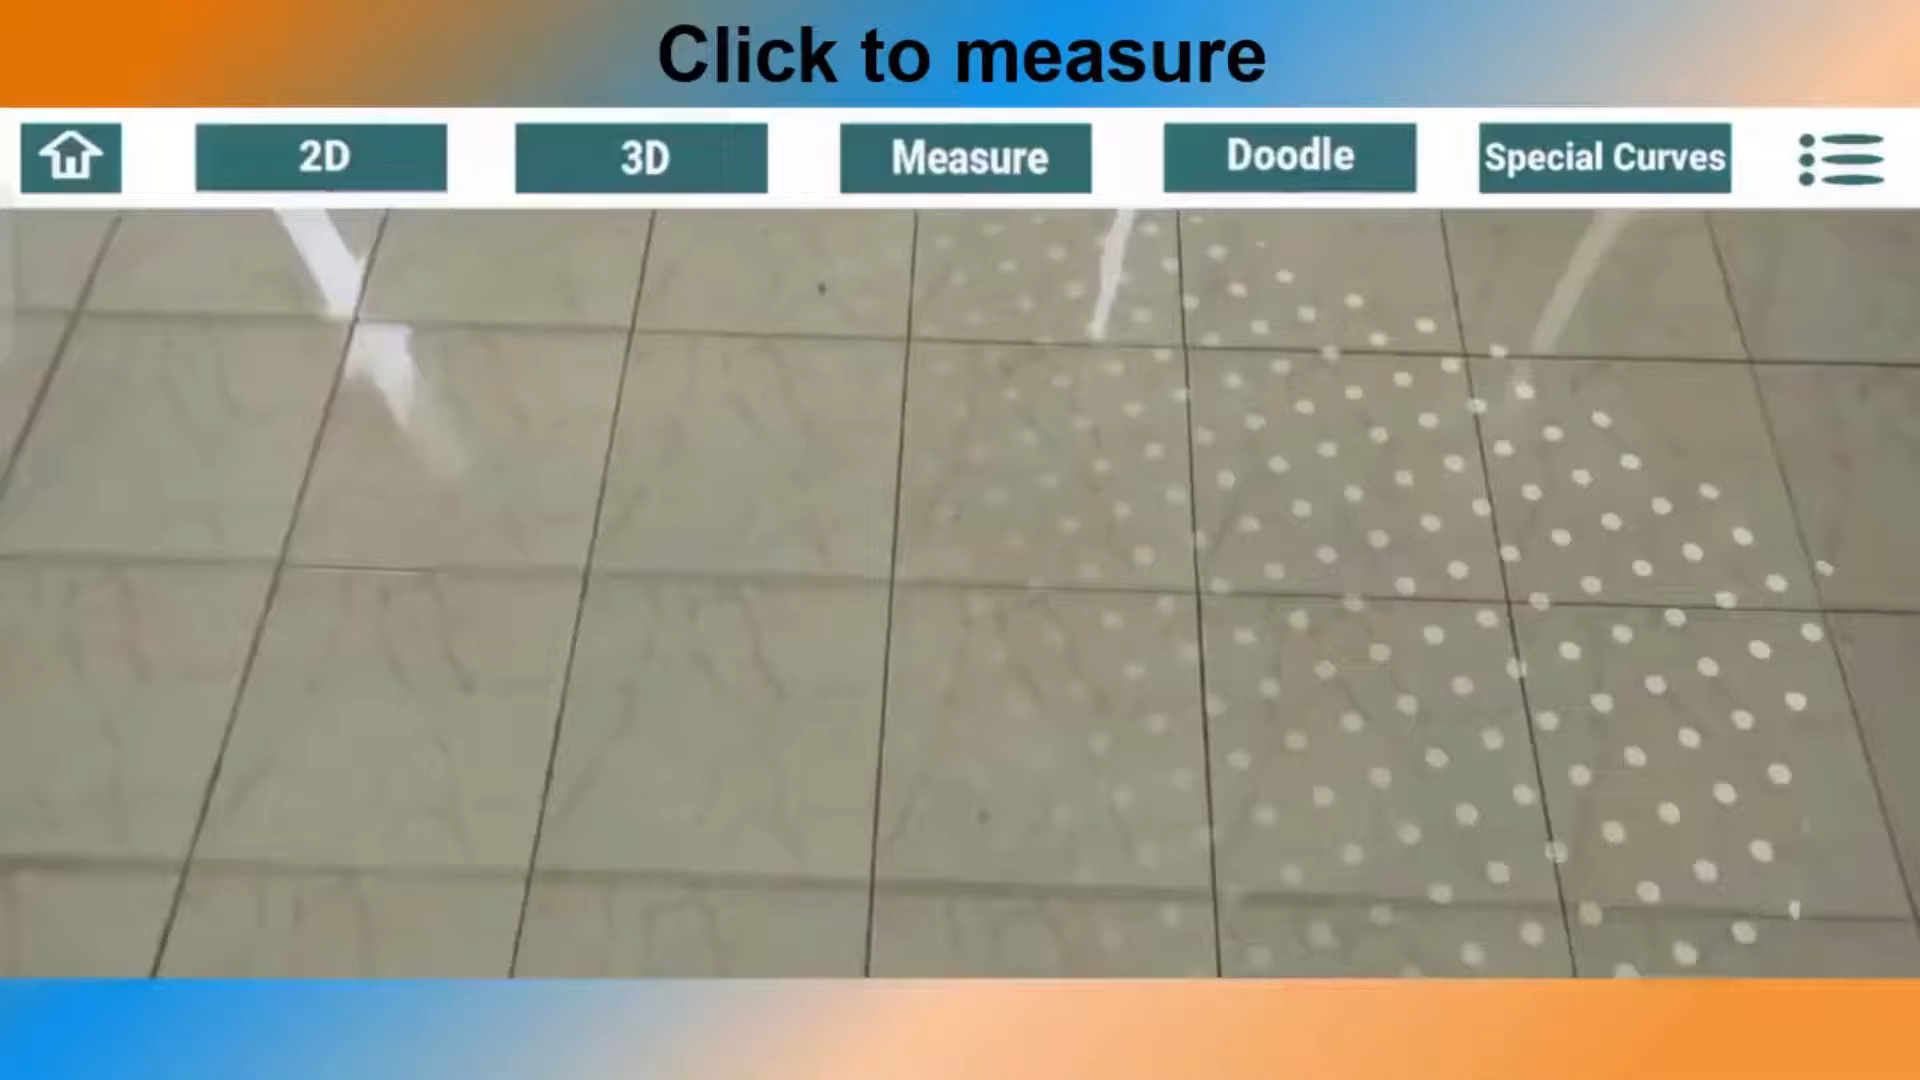 Click to measure
2D
3D
Measure
Doodle
Special Curves